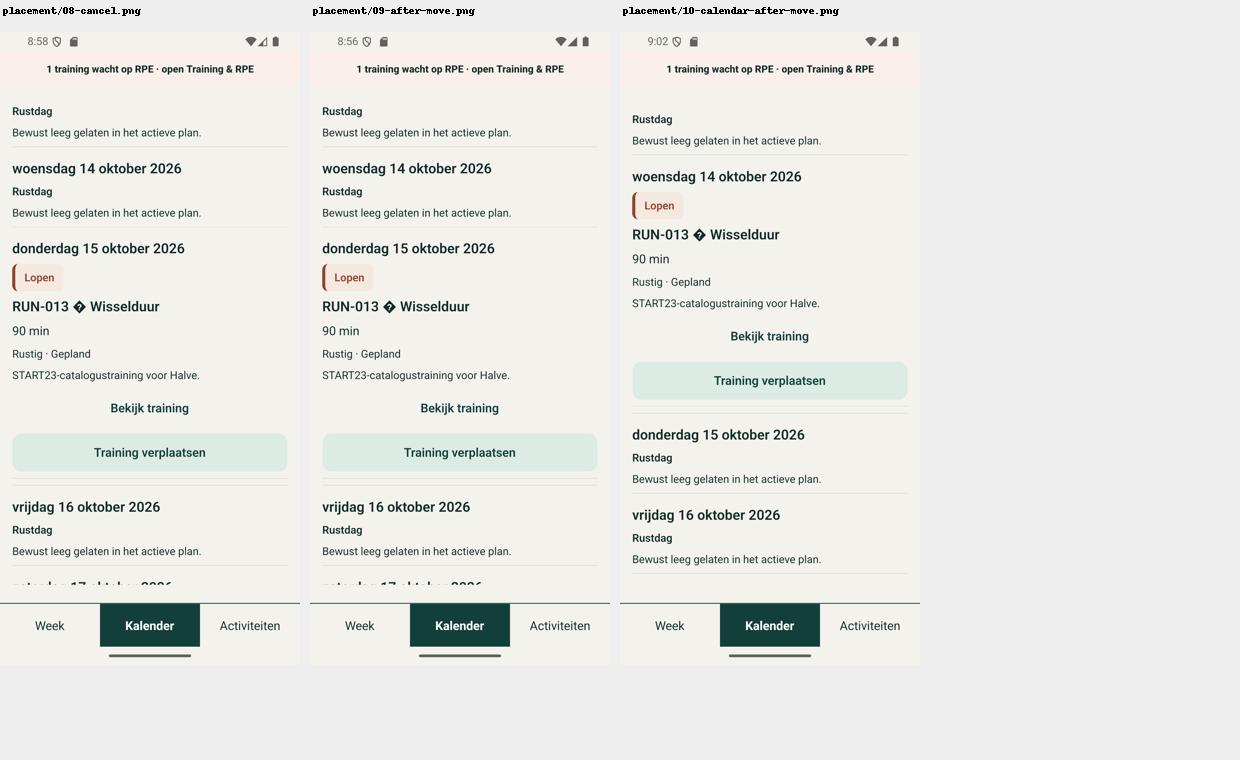 placement/08-cancel.png
8:58
1 training wacht op RPE · open Training & RPE
Rustdag
Bewust leeg gelaten in het actieve plan.
woensdag 14 oktober 2026
Rustdag
Bewust leeg gelaten in het actieve plan.
donderdag 15 oktober 2026
Lopen
RUN-013 � Wisselduur
90 min
Rustig · Gepland
START23-catalogustraining voor Halve.
Bekijk training
Training verplaatsen
vrijdag 16 oktober 2026
Rustdag
Bewust leeg gelaten in het actieve plan.
zaterdag 17 oktober 2026
Week
Kalender
Activiteiten
placement/09-after-move.png
8:56
1 training wacht op RPE · open Training & RPE
Rustdag
Bewust leeg gelaten in het actieve plan.
woensdag 14 oktober 2026
Rustdag
Bewust leeg gelaten in het actieve plan.
donderdag 15 oktober 2026
Lopen
RUN-013 � Wisselduur
90 min
Rustig · Gepland
START23-catalogustraining voor Halve.
Bekijk training
Training verplaatsen
vrijdag 16 oktober 2026
Rustdag
Bewust leeg gelaten in het actieve plan.
zaterdag 17 oktober 2026
Week
Kalender
Activiteiten
placement/10-calendar-after-move.png
9:02
1 training wacht op RPE · open Training & RPE
Rustdag
Bewust leeg gelaten in het actieve plan.
woensdag 14 oktober 2026
Lopen
RUN-013 � Wisselduur
90 min
Rustig · Gepland
START23-catalogustraining voor Halve.
Bekijk training
Training verplaatsen
donderdag 15 oktober 2026
Rustdag
Bewust leeg gelaten in het actieve plan.
vrijdag 16 oktober 2026
Rustdag
Bewust leeg gelaten in het actieve plan.
Week
Kalender
Activiteiten